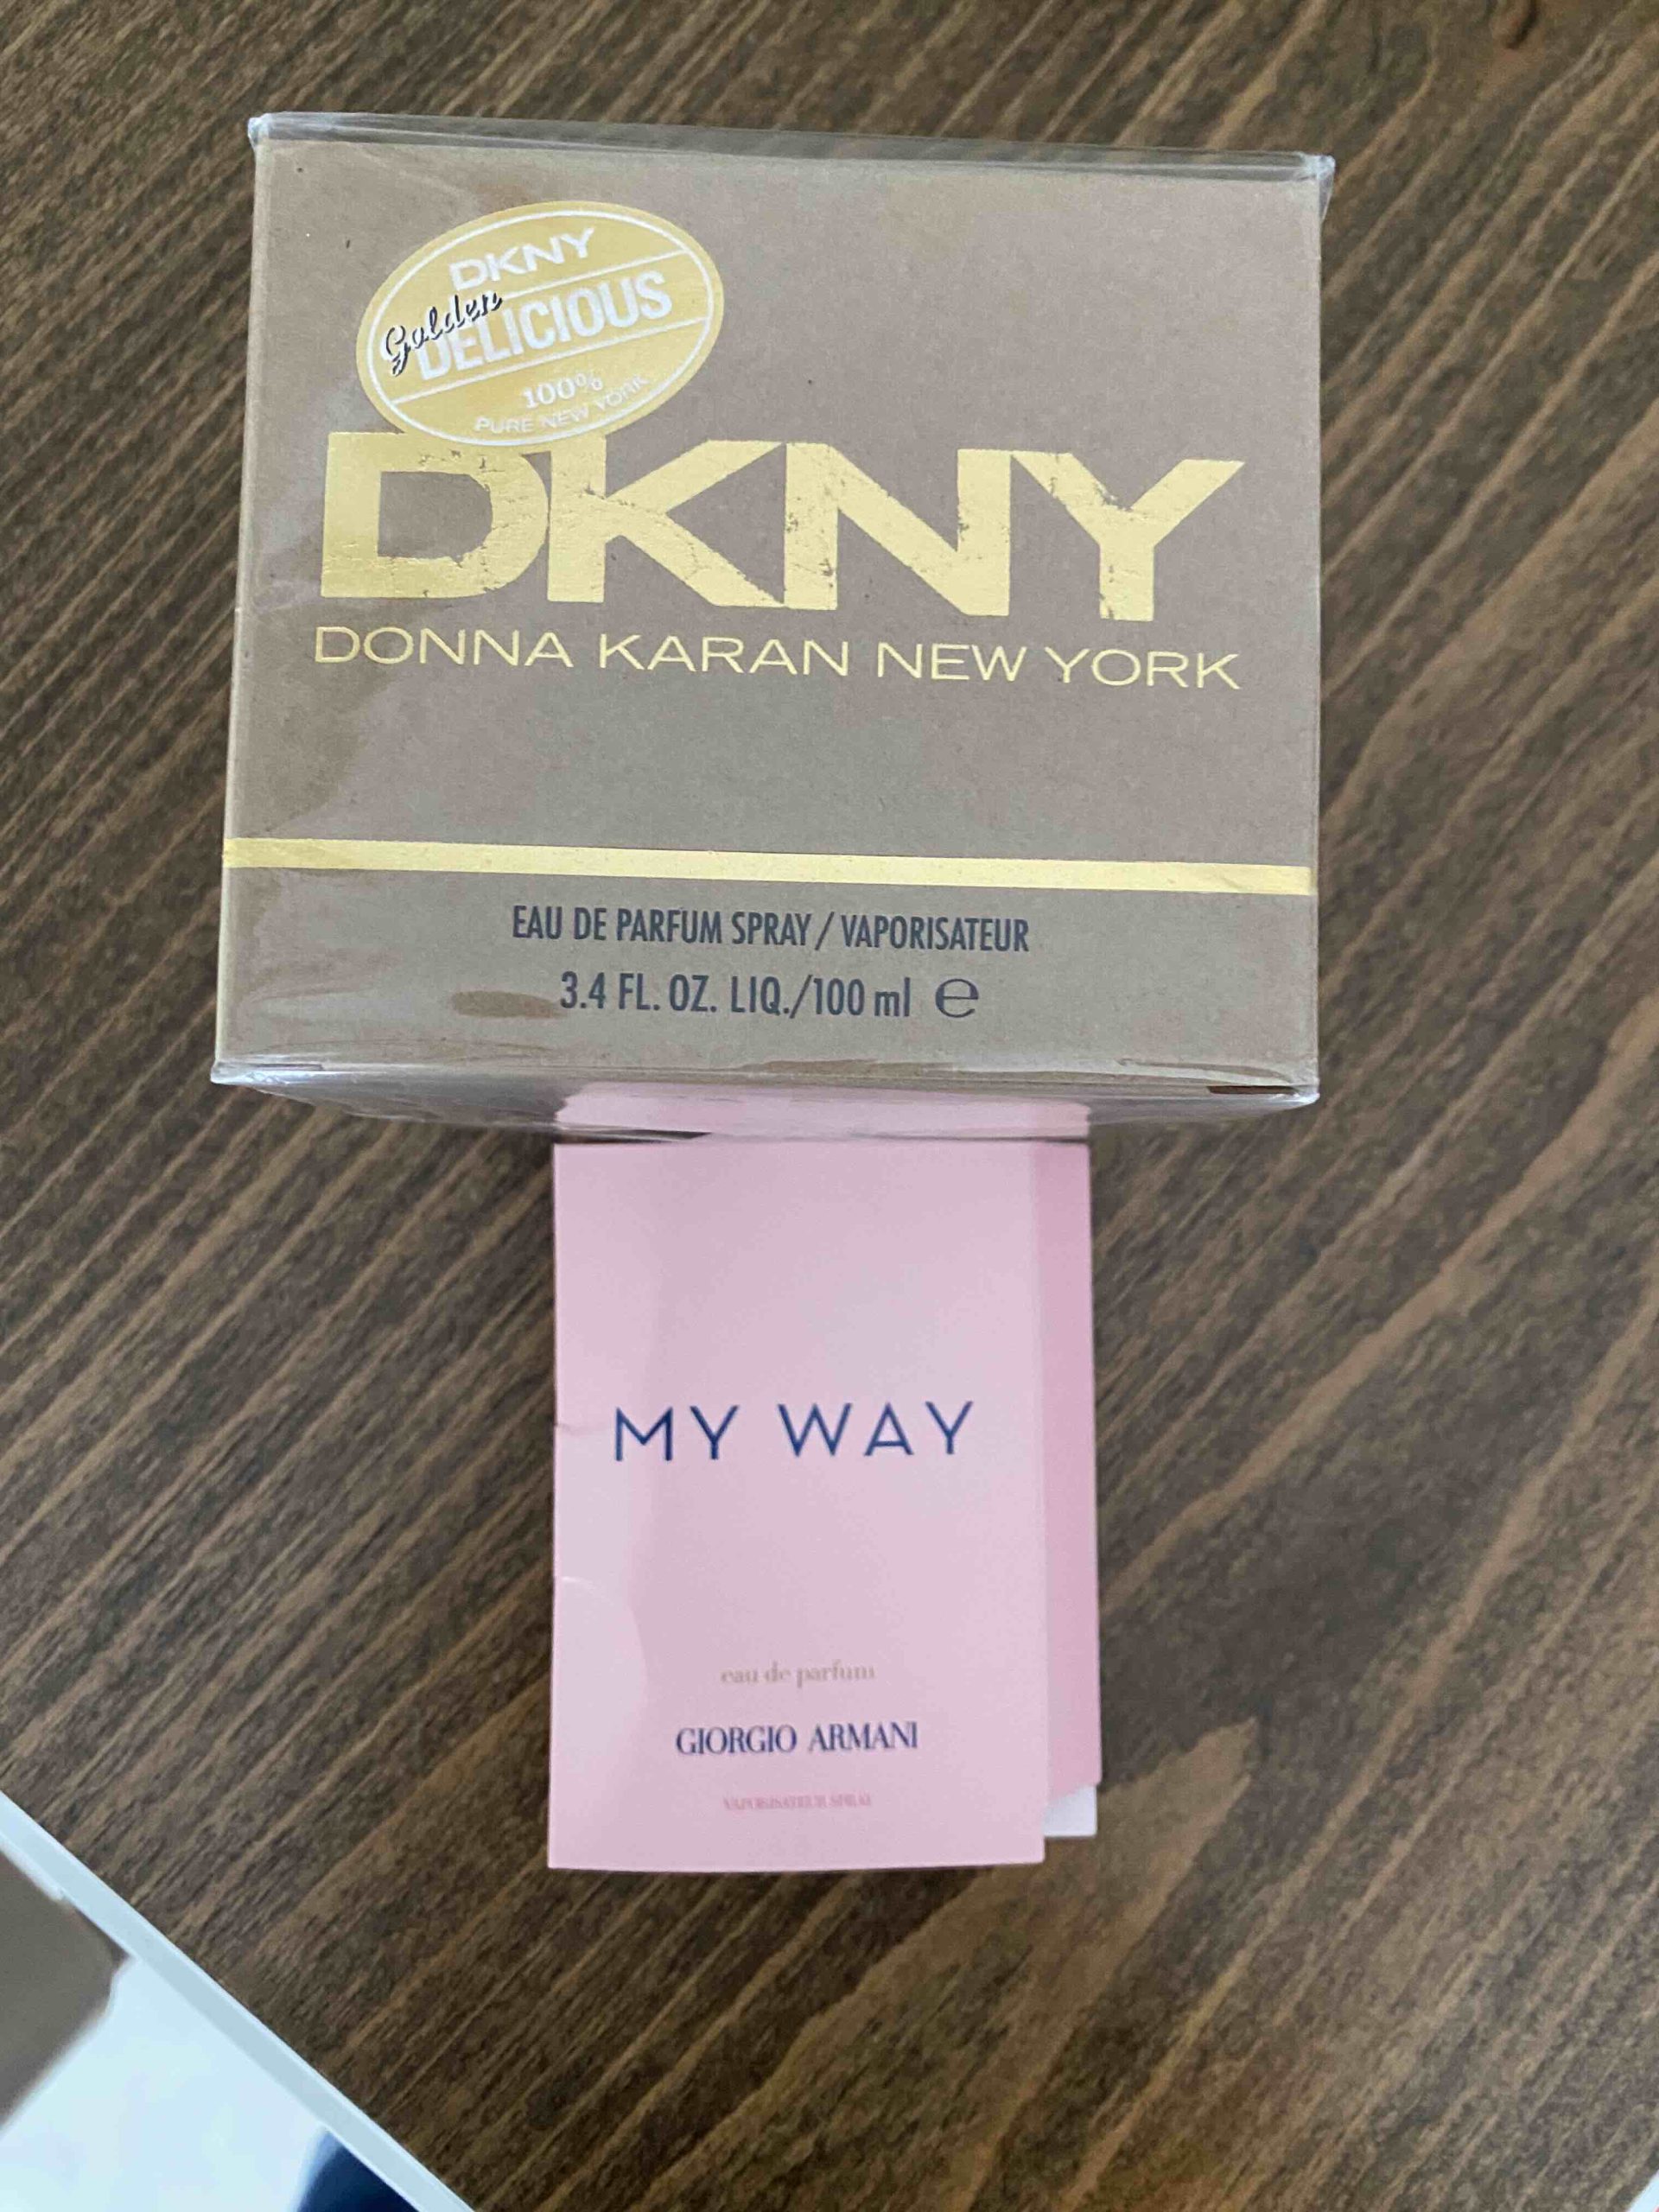 DKNY
Golden
DELICIOUS
100%
PURE NEW YORK
DKNY
DONNA KARAN NEW YORK
EAU DE PARFUM SPRAY / VAPORISATEUR
3.4 FL. OZ. LIQ./100 ml ℮
MY WAY
eau de parfum
GIORGIO ARMANI
VAPORISATEUR SPRAY